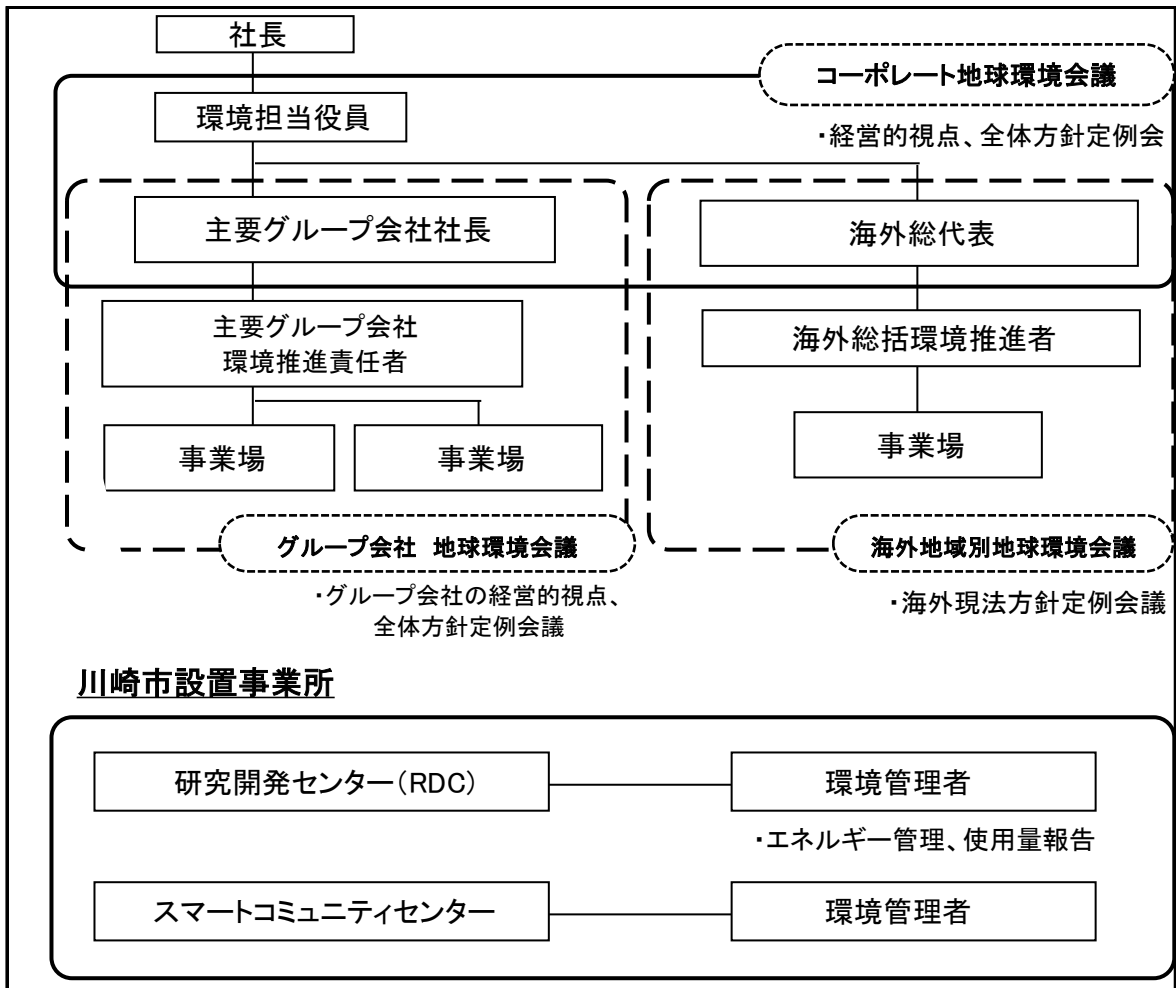 社長
コーポレート地球環境会議
環境担当役員
・経営的視点、全体方針定例会
主要グループ会社社長
海外総代表
主要グループ会社
環境推進責任者
海外総括環境推進者
事業場
事業場
事業場
グループ会社 地球環境会議
海外地域別地球環境会議
・グループ会社の経営的視点、
全体方針定例会議
・海外現法方針定例会議
川崎市設置事業所
研究開発センター(RDC)
環境管理者
・エネルギー管理、使用量報告
スマートコミュニティセンター
環境管理者